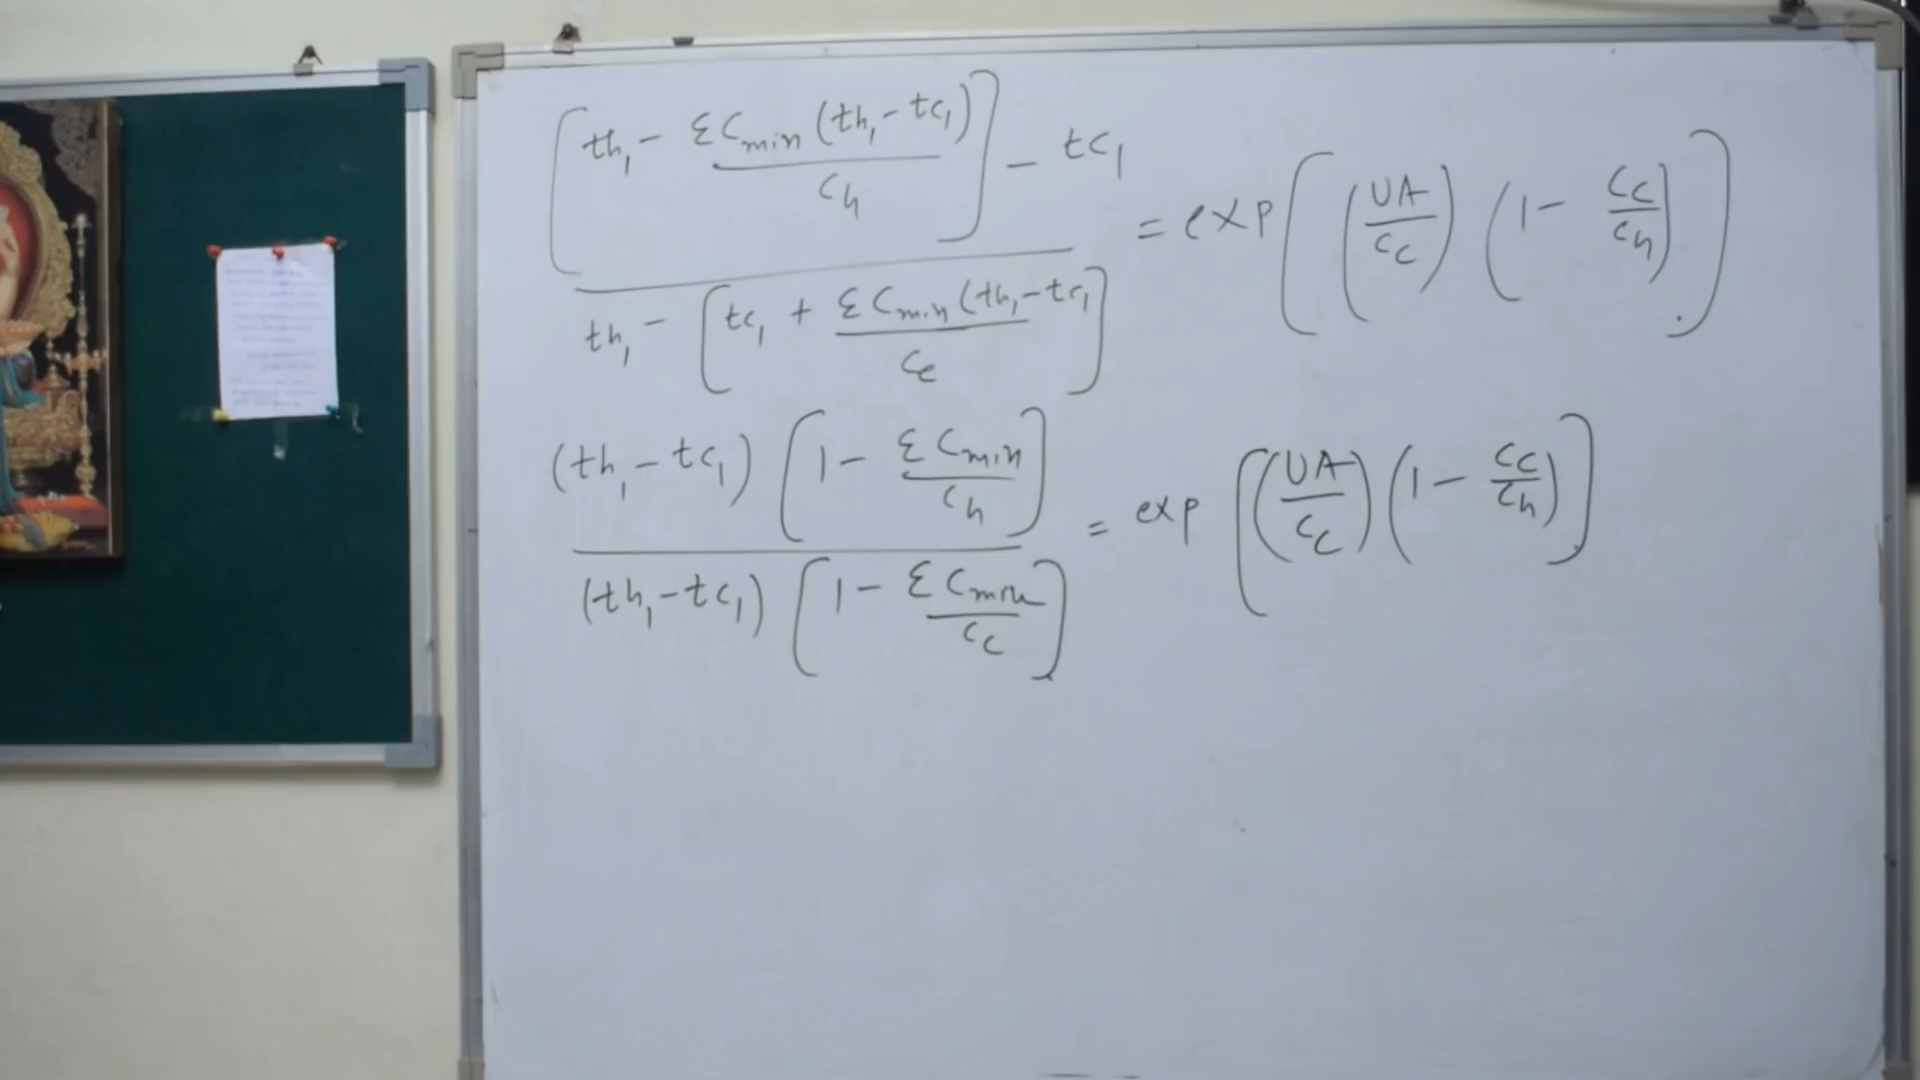 [th₁ - εCmin (th₁ - tc₁) / Ch] - tc₁ / th₁ - [tc₁ + εCmin (th₁ - tc₁) / Cc] = exp[(UA / Cc) (1 - Cc / Ch)]
(th₁ - tc₁) [1 - εCmin / Ch] / (th₁ - tc₁) [1 - εCmin / Cc] = exp [(UA / Cc) (1 - Cc / Ch)]